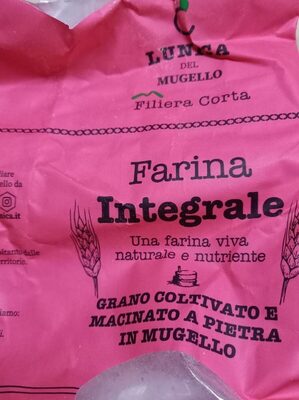 LUNGA
DEL
MUGELLO
Filiera Corta
Farina
Integrale
Una farina viva
naturale e nutriente
GRANO COLTIVATO E
MACINATO A PIETRA
IN MUGELLO